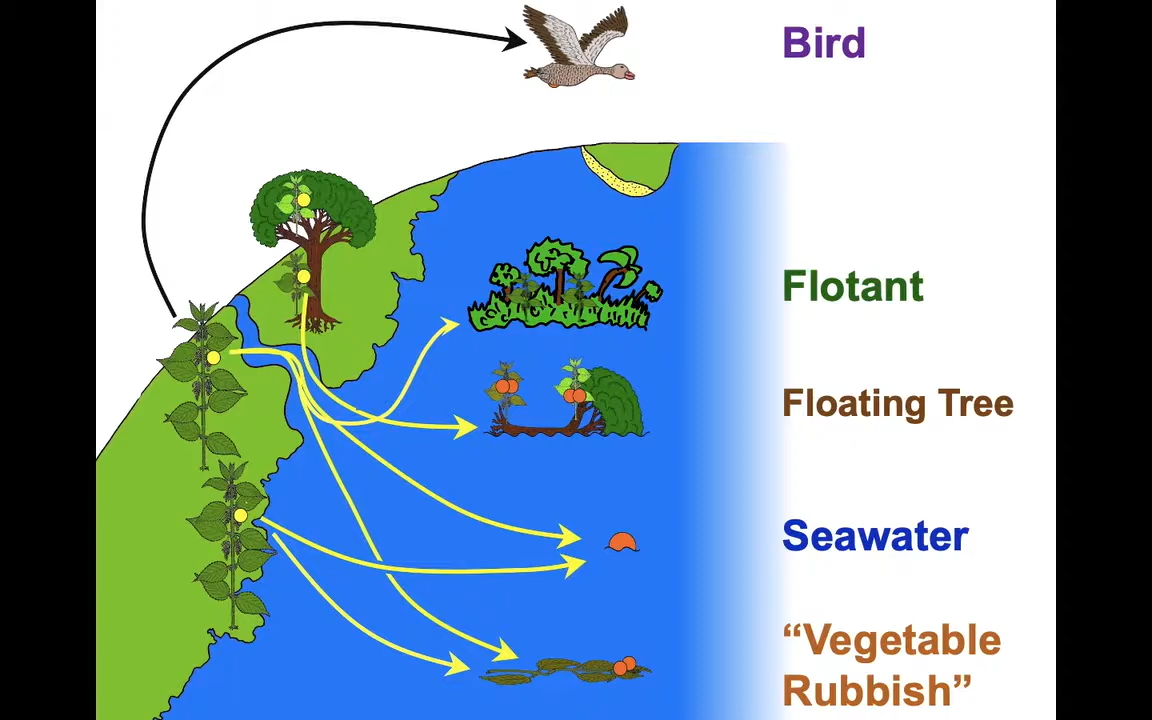 Bird
Flotant
Floating Tree
Seawater
“Vegetable
Rubbish”